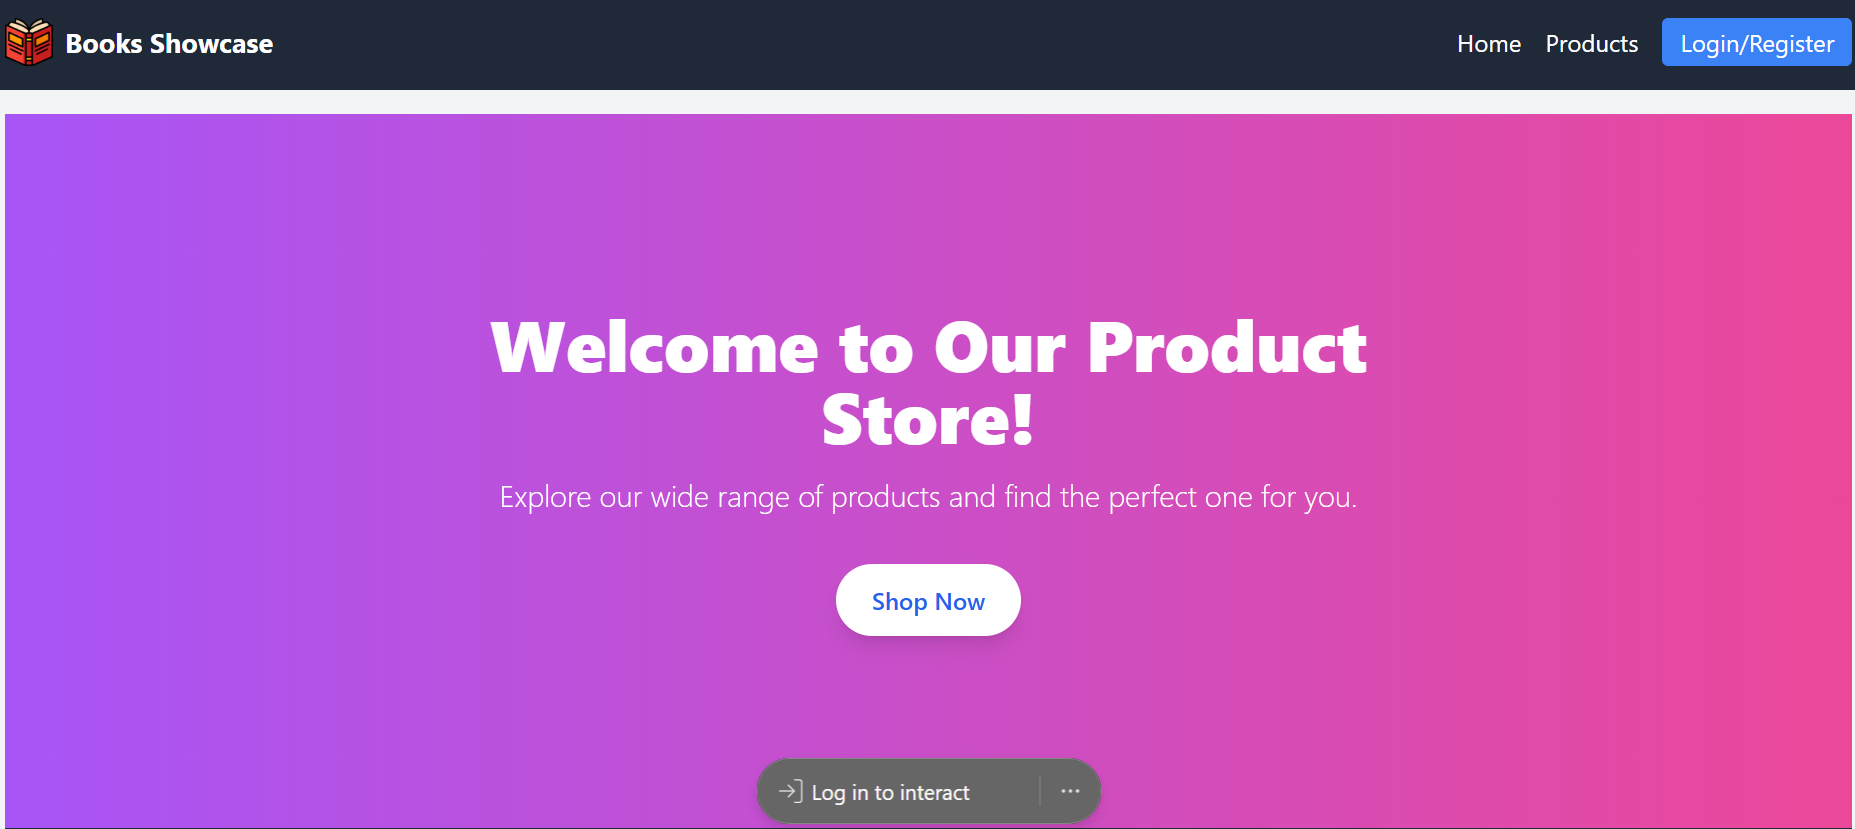 Books Showcase
Home
Products
Login/Register
Welcome to Our Product
Store!
Explore our wide range of products and find the perfect one for you.
Shop Now
Log in to interact